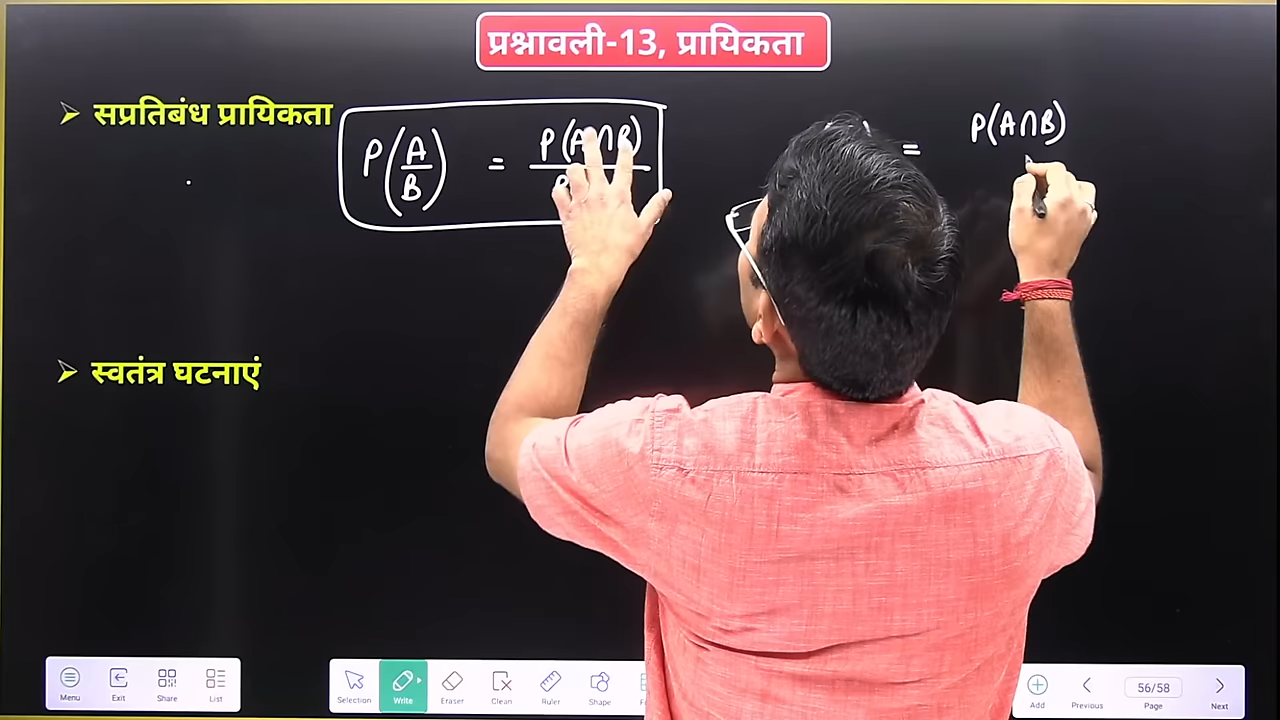 प्रश्नावली-13, प्रायिकता
➢ सप्रतिबंध प्रायिकता
P(A/B) = P(A∩B)
= P(A∩B)
➢ स्वतंत्र घटनाएं
Menu Exit Share List Selection Write Eraser Clean Ruler Shape Add Previous 56/58 Page Next